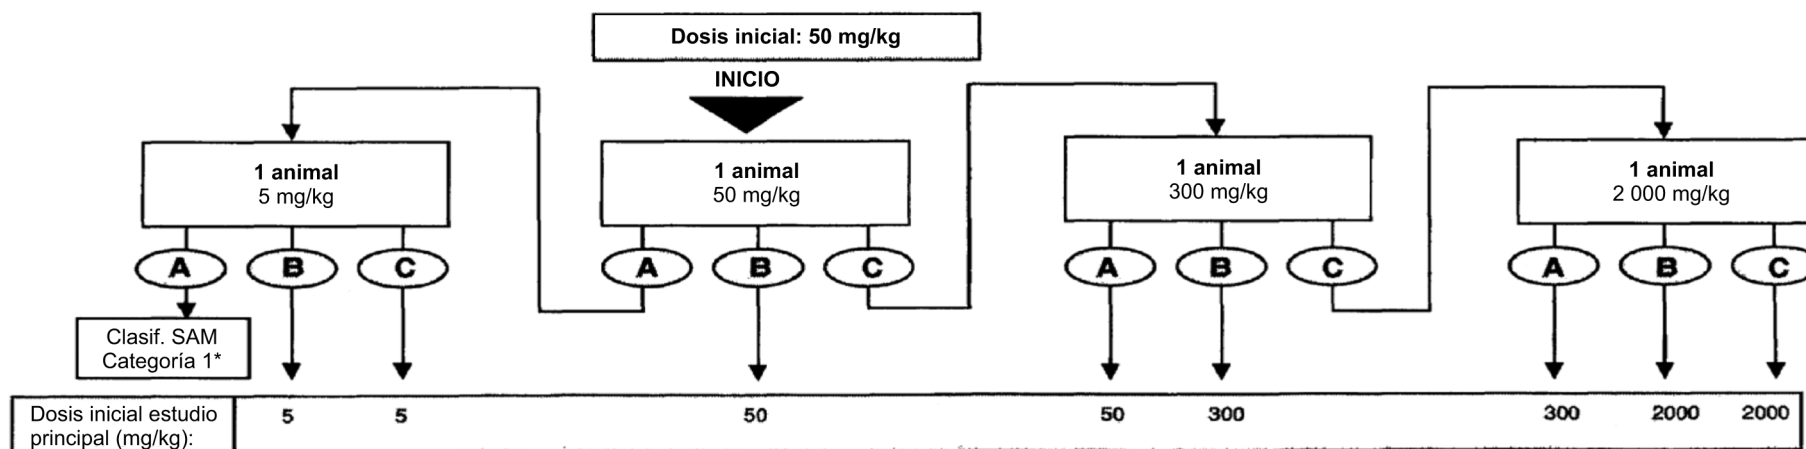 Dosis inicial: 50 mg/kg
INICIO
1 animal
5 mg/kg
1 animal
50 mg/kg
1 animal
300 mg/kg
1 animal
2 000 mg/kg
A B C
A B C
A B C
A B C
Clasif. SAM
Categoría 1*
Dosis inicial estudio
principal (mg/kg):
5 5 50 50 300 300 2000 2000